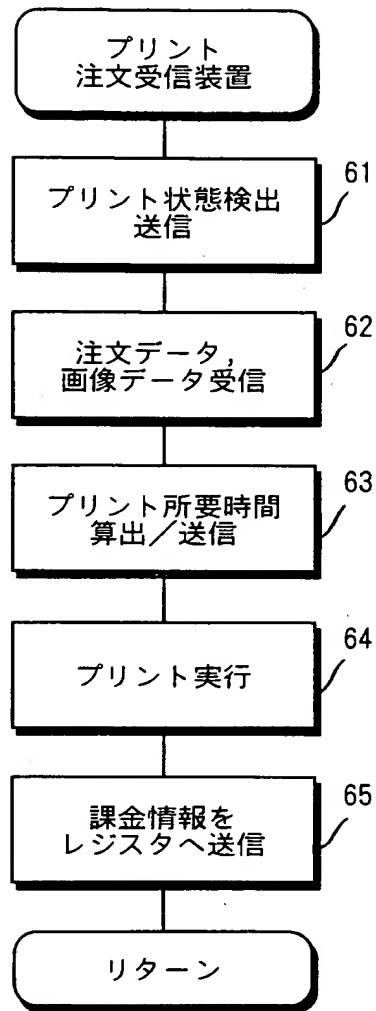 プリント
注文受信装置
プリント状態検出
送信
61
注文データ,
画像データ受信
62
プリント所要時間
算出／送信
63
プリント実行
64
課金情報を
レジスタへ送信
65
リターン